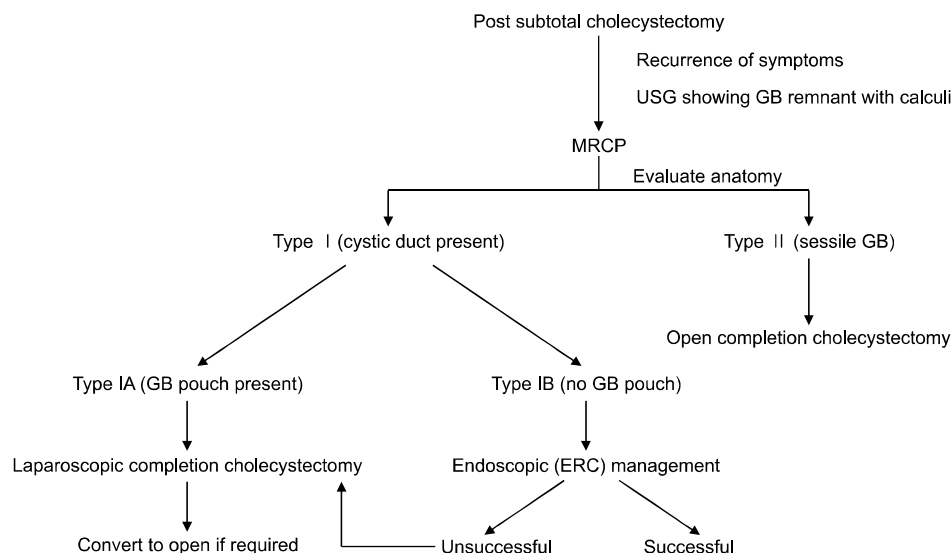 Post subtotal cholecystectomy
Recurrence of symptoms
USG showing GB remnant with calculi
MRCP
Evaluate anatomy
Type Ⅰ (cystic duct present)
Type Ⅱ (sessile GB)
Open completion cholecystectomy
Type IA (GB pouch present)
Type IB (no GB pouch)
Laparoscopic completion cholecystectomy
Endoscopic (ERC) management
Convert to open if required
Unsuccessful
Successful